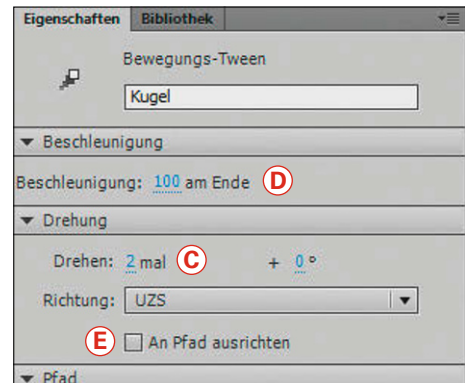 Eigenschaften Bibliothek
Bewegungs-Tween
Kugel
Beschleunigung
Beschleunigung: 100 am Ende D
Drehung
Drehen: 2 mal C + 0 °
Richtung: UZS
E An Pfad ausrichten
Pfad